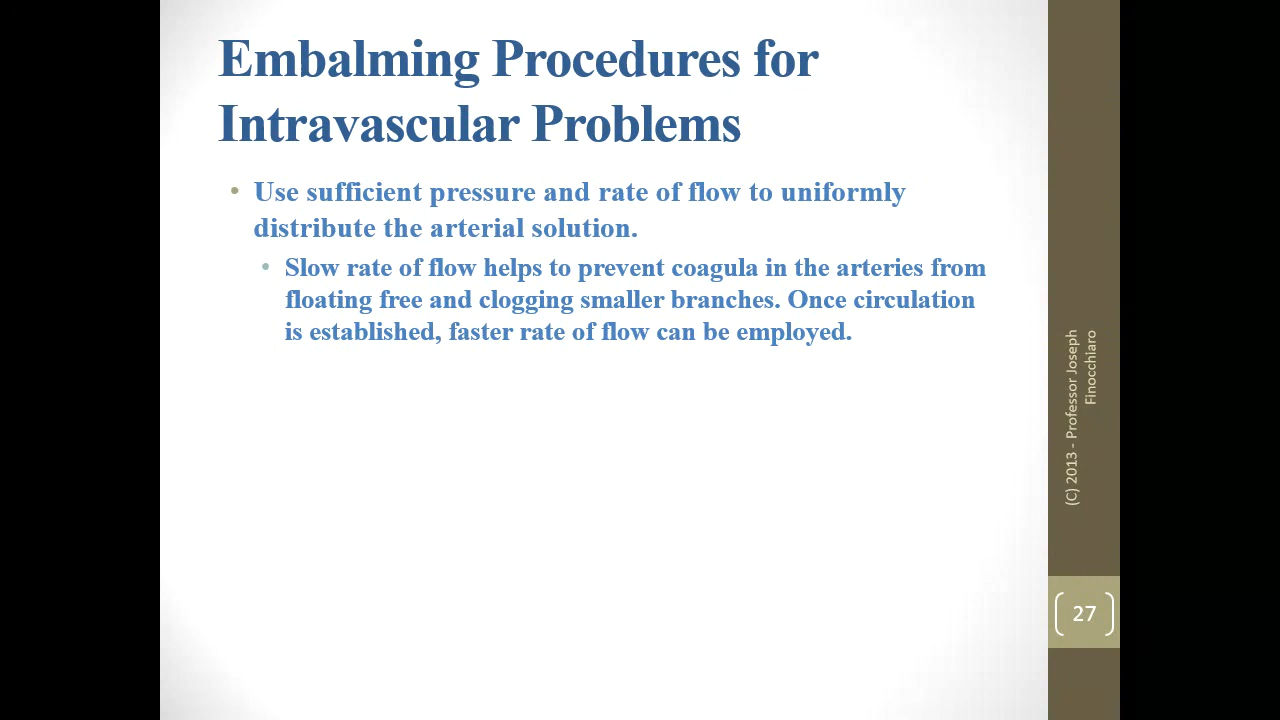 Embalming Procedures for
Intravascular Problems
• Use sufficient pressure and rate of flow to uniformly
distribute the arterial solution.
• Slow rate of flow helps to prevent coagula in the arteries from
floating free and clogging smaller branches. Once circulation
is established, faster rate of flow can be employed.
(C) 2013 - Professor Joseph
Finocchiaro
27